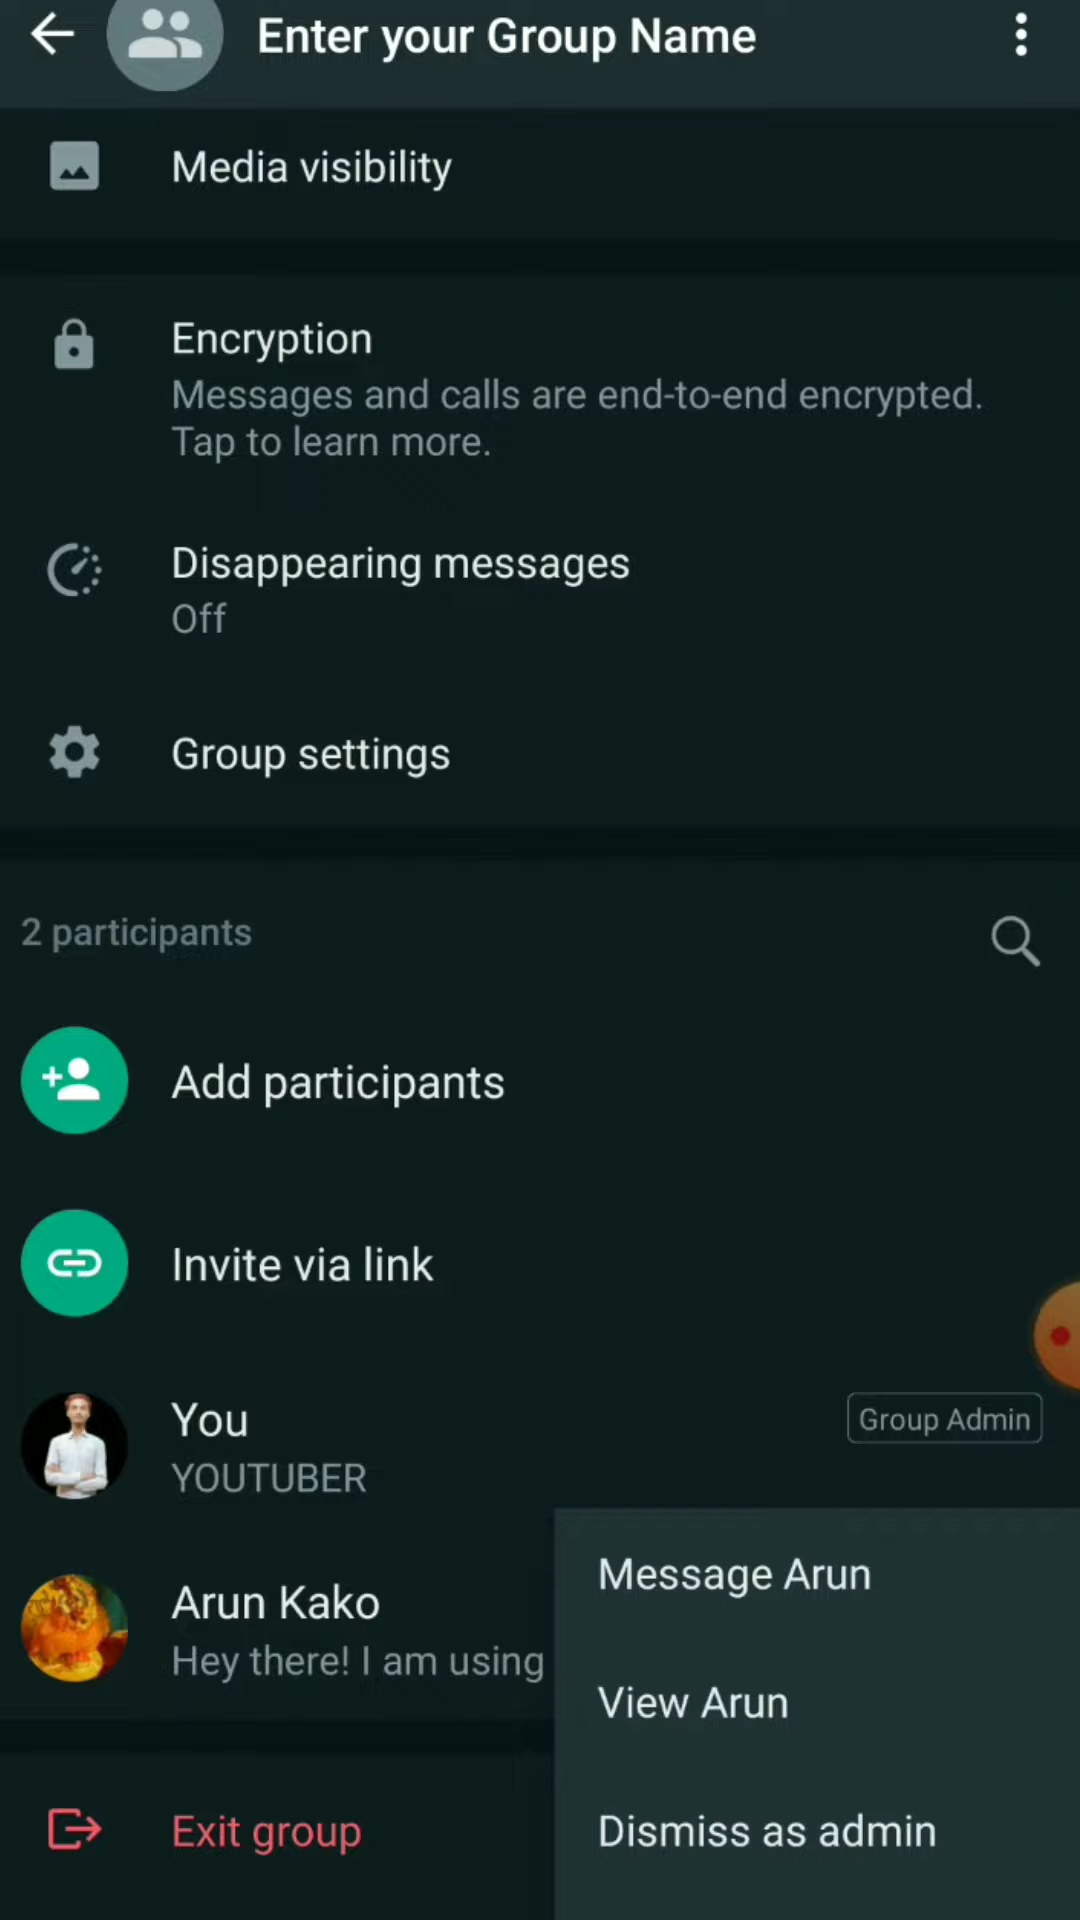 Enter your Group Name
Media visibility
Encryption
Messages and calls are end-to-end encrypted.
Tap to learn more.
Disappearing messages
Off
Group settings
2 participants
Add participants
Invite via link
You
Group Admin
YOUTUBER
Arun Kako
Hey there! I am using
Message Arun
View Arun
Dismiss as admin
Exit group